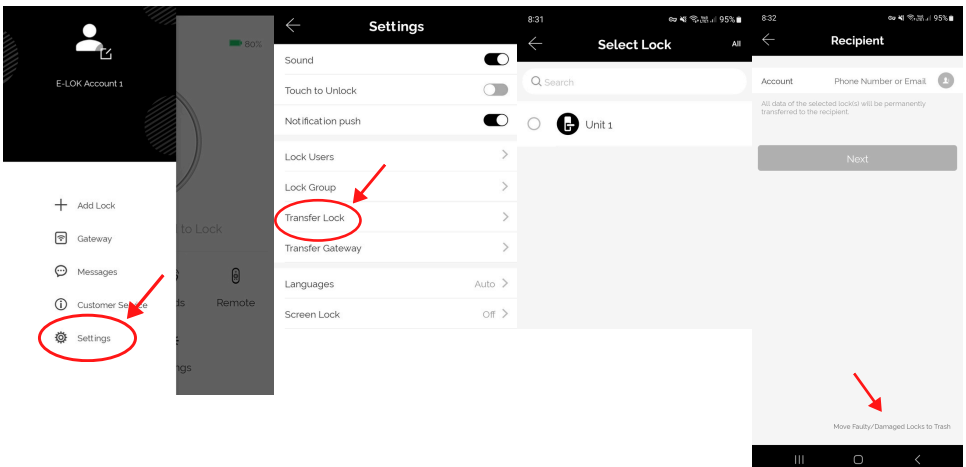 E-LOK Account 1
Add Lock
Gateway
Messages
Customer Service
Settings
80%
to Lock
ds
Remote
ngs
Settings
Sound
Touch to Unlock
Notification push
Lock Users
Lock Group
Transfer Lock
Transfer Gateway
Languages Auto
Screen Lock Off
8:31 95%
Select Lock All
Search
Unit 1
8:32 95%
Recipient
Account Phone Number or Email
All data of the selected lock(s) will be permanently
transferred to the recipient.
Next
Move Faulty/Damaged Locks to Trash